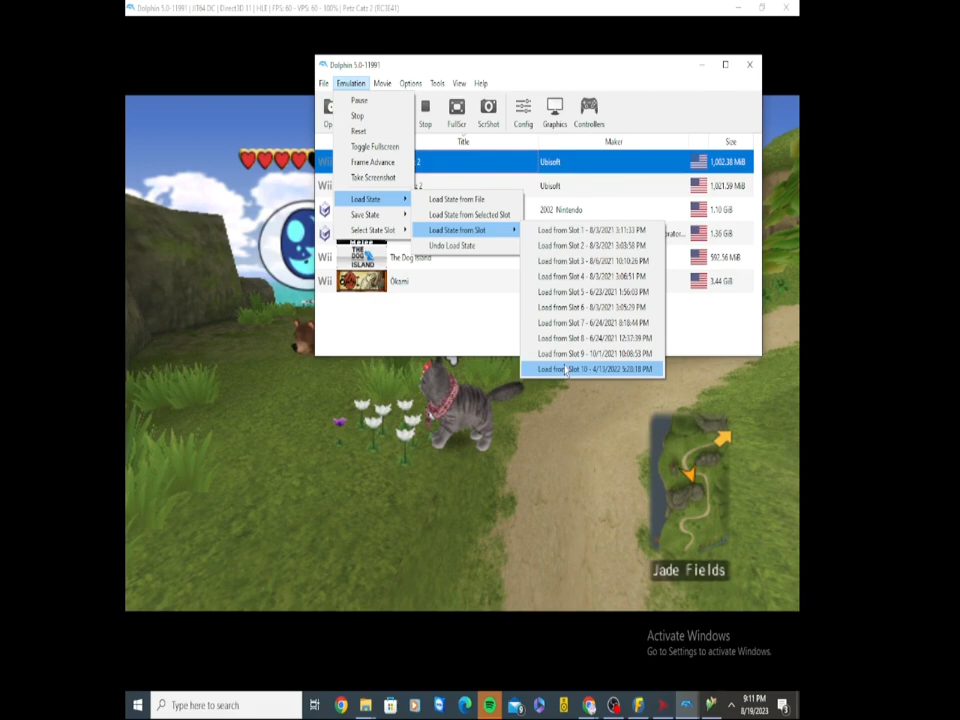 Dolphin 5.0-11991 | JIT64 DC | Direct3D 11 | HLE | FPS: 60 - VPS: 60 - 100% | Petz Catz 2 (RC3E41)
Dolphin 5.0-11991
File Emulation Movie Options Tools View Help
Pause
Stop
Reset
Toggle Fullscreen
Frame Advance
Take Screenshot
Load State
Save State
Select State Slot
Stop FullScr ScrShot Config Graphics Controllers
Title Maker Size
2 Ubisoft 1,002.38 MiB
2 Ubisoft 1,021.59 MiB
2002 Nintendo 1.10 GiB
1.36 GiB
Wii THE DOG ISLAND The Dog Island 592.56 MiB
Wii Okami 3.44 GiB
Load State from File
Load State from Selected Slot
Load State from Slot
Undo Load State
Load from Slot 1 - 8/3/2021 3:11:33 PM
Load from Slot 2 - 8/3/2021 3:03:58 PM
Load from Slot 3 - 8/6/2021 10:10:26 PM
Load from Slot 4 - 8/3/2021 3:06:51 PM
Load from Slot 5 - 6/23/2021 1:56:03 PM
Load from Slot 6 - 8/3/2021 3:05:29 PM
Load from Slot 7 - 6/24/2021 8:18:44 PM
Load from Slot 8 - 6/24/2021 12:37:39 PM
Load from Slot 9 - 10/1/2021 10:08:53 PM
Load from Slot 10 - 4/13/2022 5:28:18 PM
Jade Fields
Activate Windows
Go to Settings to activate Windows.
Type here to search
9:11 PM
8/19/2023